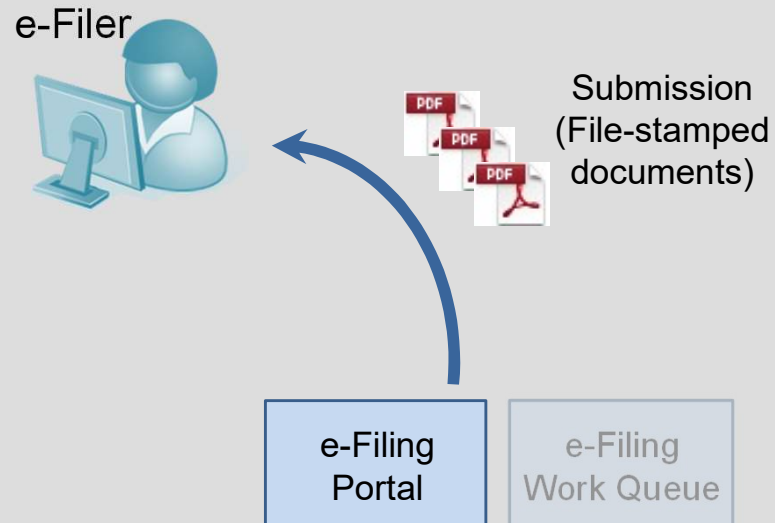 e-Filer
Submission
(File-stamped
documents)
PDF
PDF
PDF
e-Filing
Portal
e-Filing
Work Queue